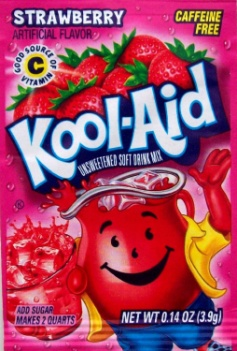 STRAWBERRY
ARTIFICIAL FLAVOR
CAFFEINE
FREE
GOOD SOURCE OF
C
VITAMIN
Kool-Aid
®
UNSWEETENED SOFT DRINK MIX
ADD SUGAR
MAKES 2 QUARTS
NET WT 0.14 OZ (3.9g)